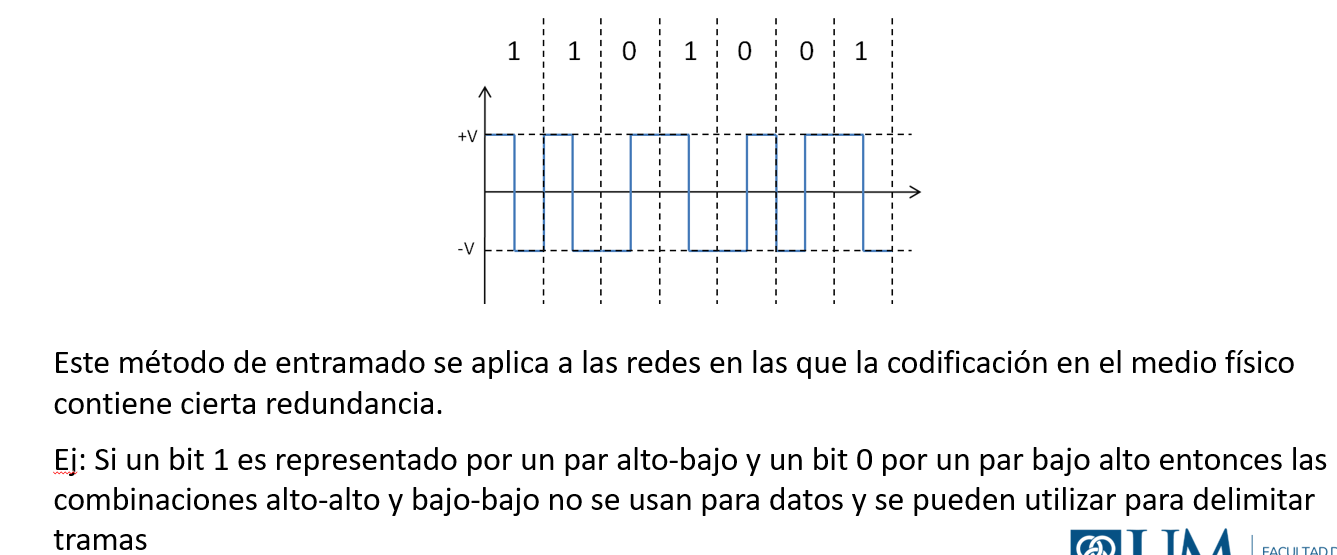 1 1 0 1 0 0 1
+V
-V
Este método de entramado se aplica a las redes en las que la codificación en el medio físico
contiene cierta redundancia.
Ej: Si un bit 1 es representado por un par alto-bajo y un bit 0 por un par bajo alto entonces las
combinaciones alto-alto y bajo-bajo no se usan para datos y se pueden utilizar para delimitar
tramas